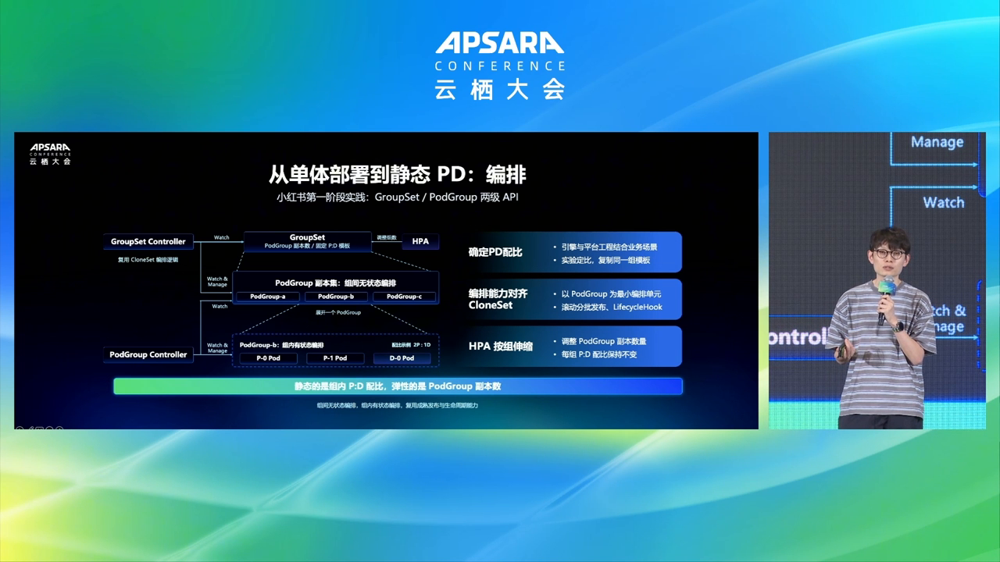 APSARA
CONFERENCE
云栖大会
APSARA
CONFERENCE
云栖大会
从单体部署到静态 PD：编排
小红书第一阶段实践：GroupSet / PodGroup 两级 API
GroupSet Controller
复用 CloneSet 编排逻辑
Watch
GroupSet
PodGroup 副本数 / 固定 P:D 模板
调整组数
HPA
Watch &
Manage
PodGroup 副本集：组间无状态编排
PodGroup-a
PodGroup-b
PodGroup-c
Watch
展开一个 PodGroup
PodGroup Controller
Watch &
Manage
PodGroup-b：组内有状态编排
配比示例 2P : 1D
P-0 Pod
P-1 Pod
D-0 Pod
确定PD配比
• 引擎与平台工程结合业务场景
• 实验定比，复制同一组模板
编排能力对齐
CloneSet
• 以 PodGroup 为最小编排单元
• 滚动分批发布、LifecycleHook
HPA 按组伸缩
• 调整 PodGroup 副本数量
• 每组 P:D 配比保持不变
静态的是组内 P:D 配比，弹性的是 PodGroup 副本数
组间无状态编排，组内有状态编排，复用成熟发布与生命周期能力
Manage
Watch
tch &
nage
ontrol